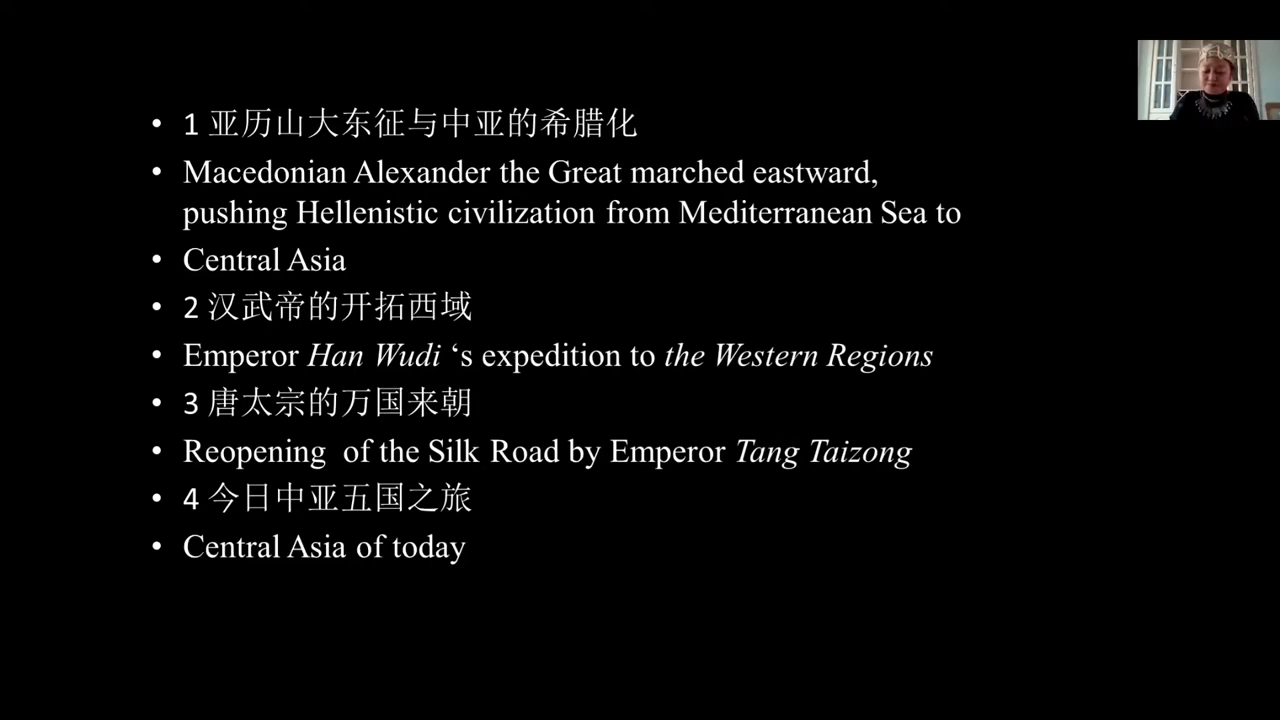 • 1 亚历山大东征与中亚的希腊化
• Macedonian Alexander the Great marched eastward,
pushing Hellenistic civilization from Mediterranean Sea to
• Central Asia
• 2 汉武帝的开拓西域
• Emperor Han Wudi ‘s expedition to the Western Regions
• 3 唐太宗的万国来朝
• Reopening  of the Silk Road by Emperor Tang Taizong
• 4 今日中亚五国之旅
• Central Asia of today